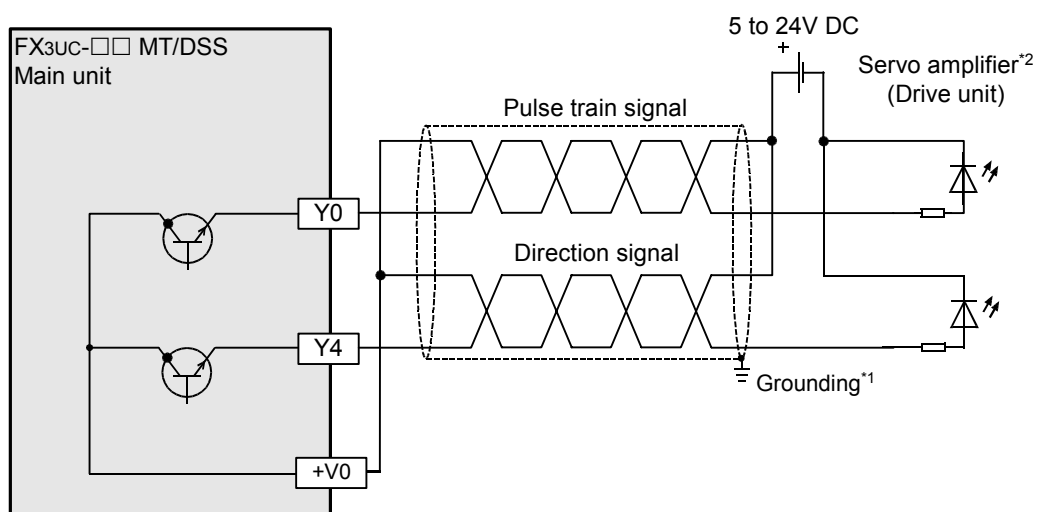 5 to 24V DC
+
FX3UC-□□ MT/DSS
Main unit
Servo amplifier*2
(Drive unit)
Pulse train signal
Y0
Direction signal
Y4
Grounding*1
+V0